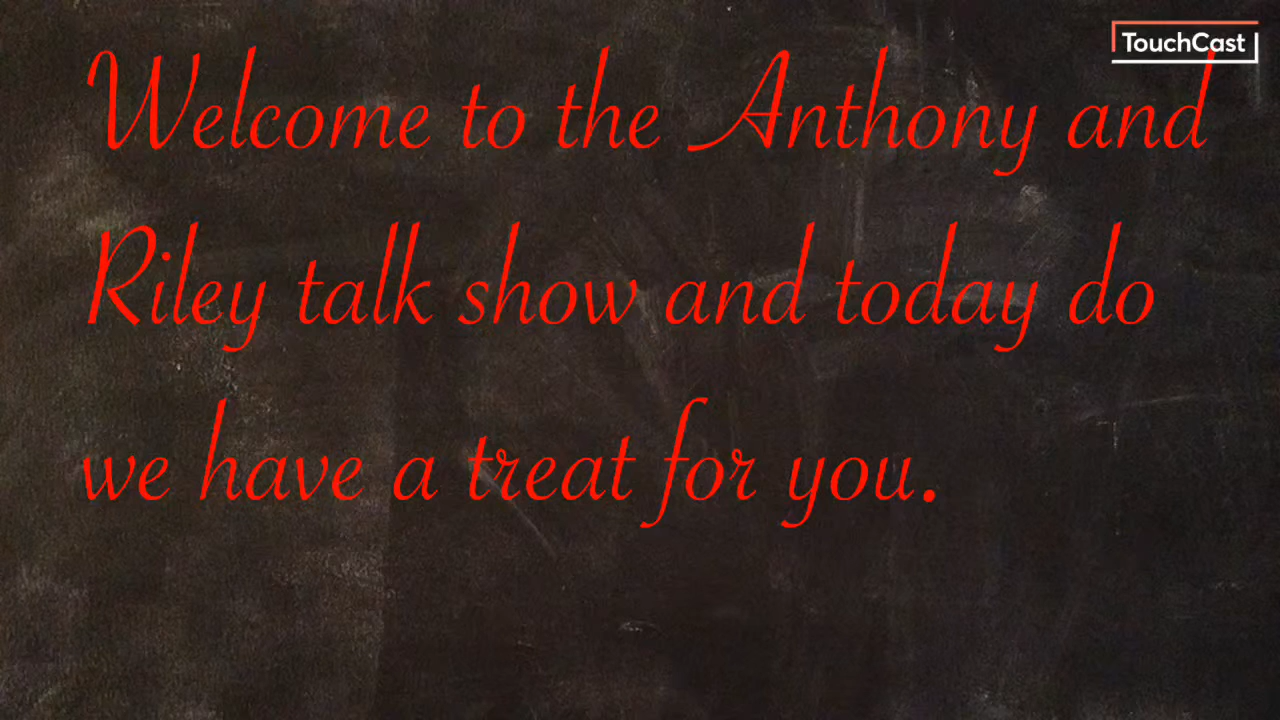 TouchCast
Welcome to the Anthony and
Riley talk show and today do
we have a treat for you.